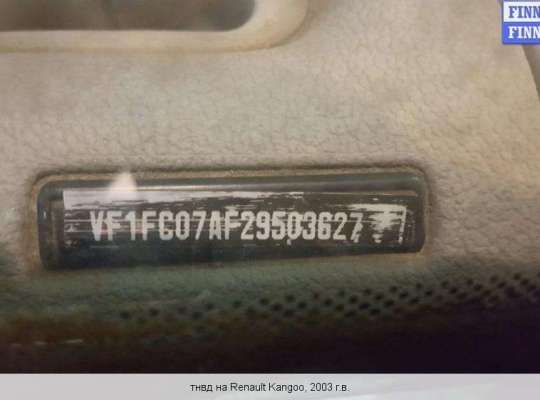 FINN
FINN
VF1FC07AF29503627
тнвд на Renault Kangoo, 2003 г.в.